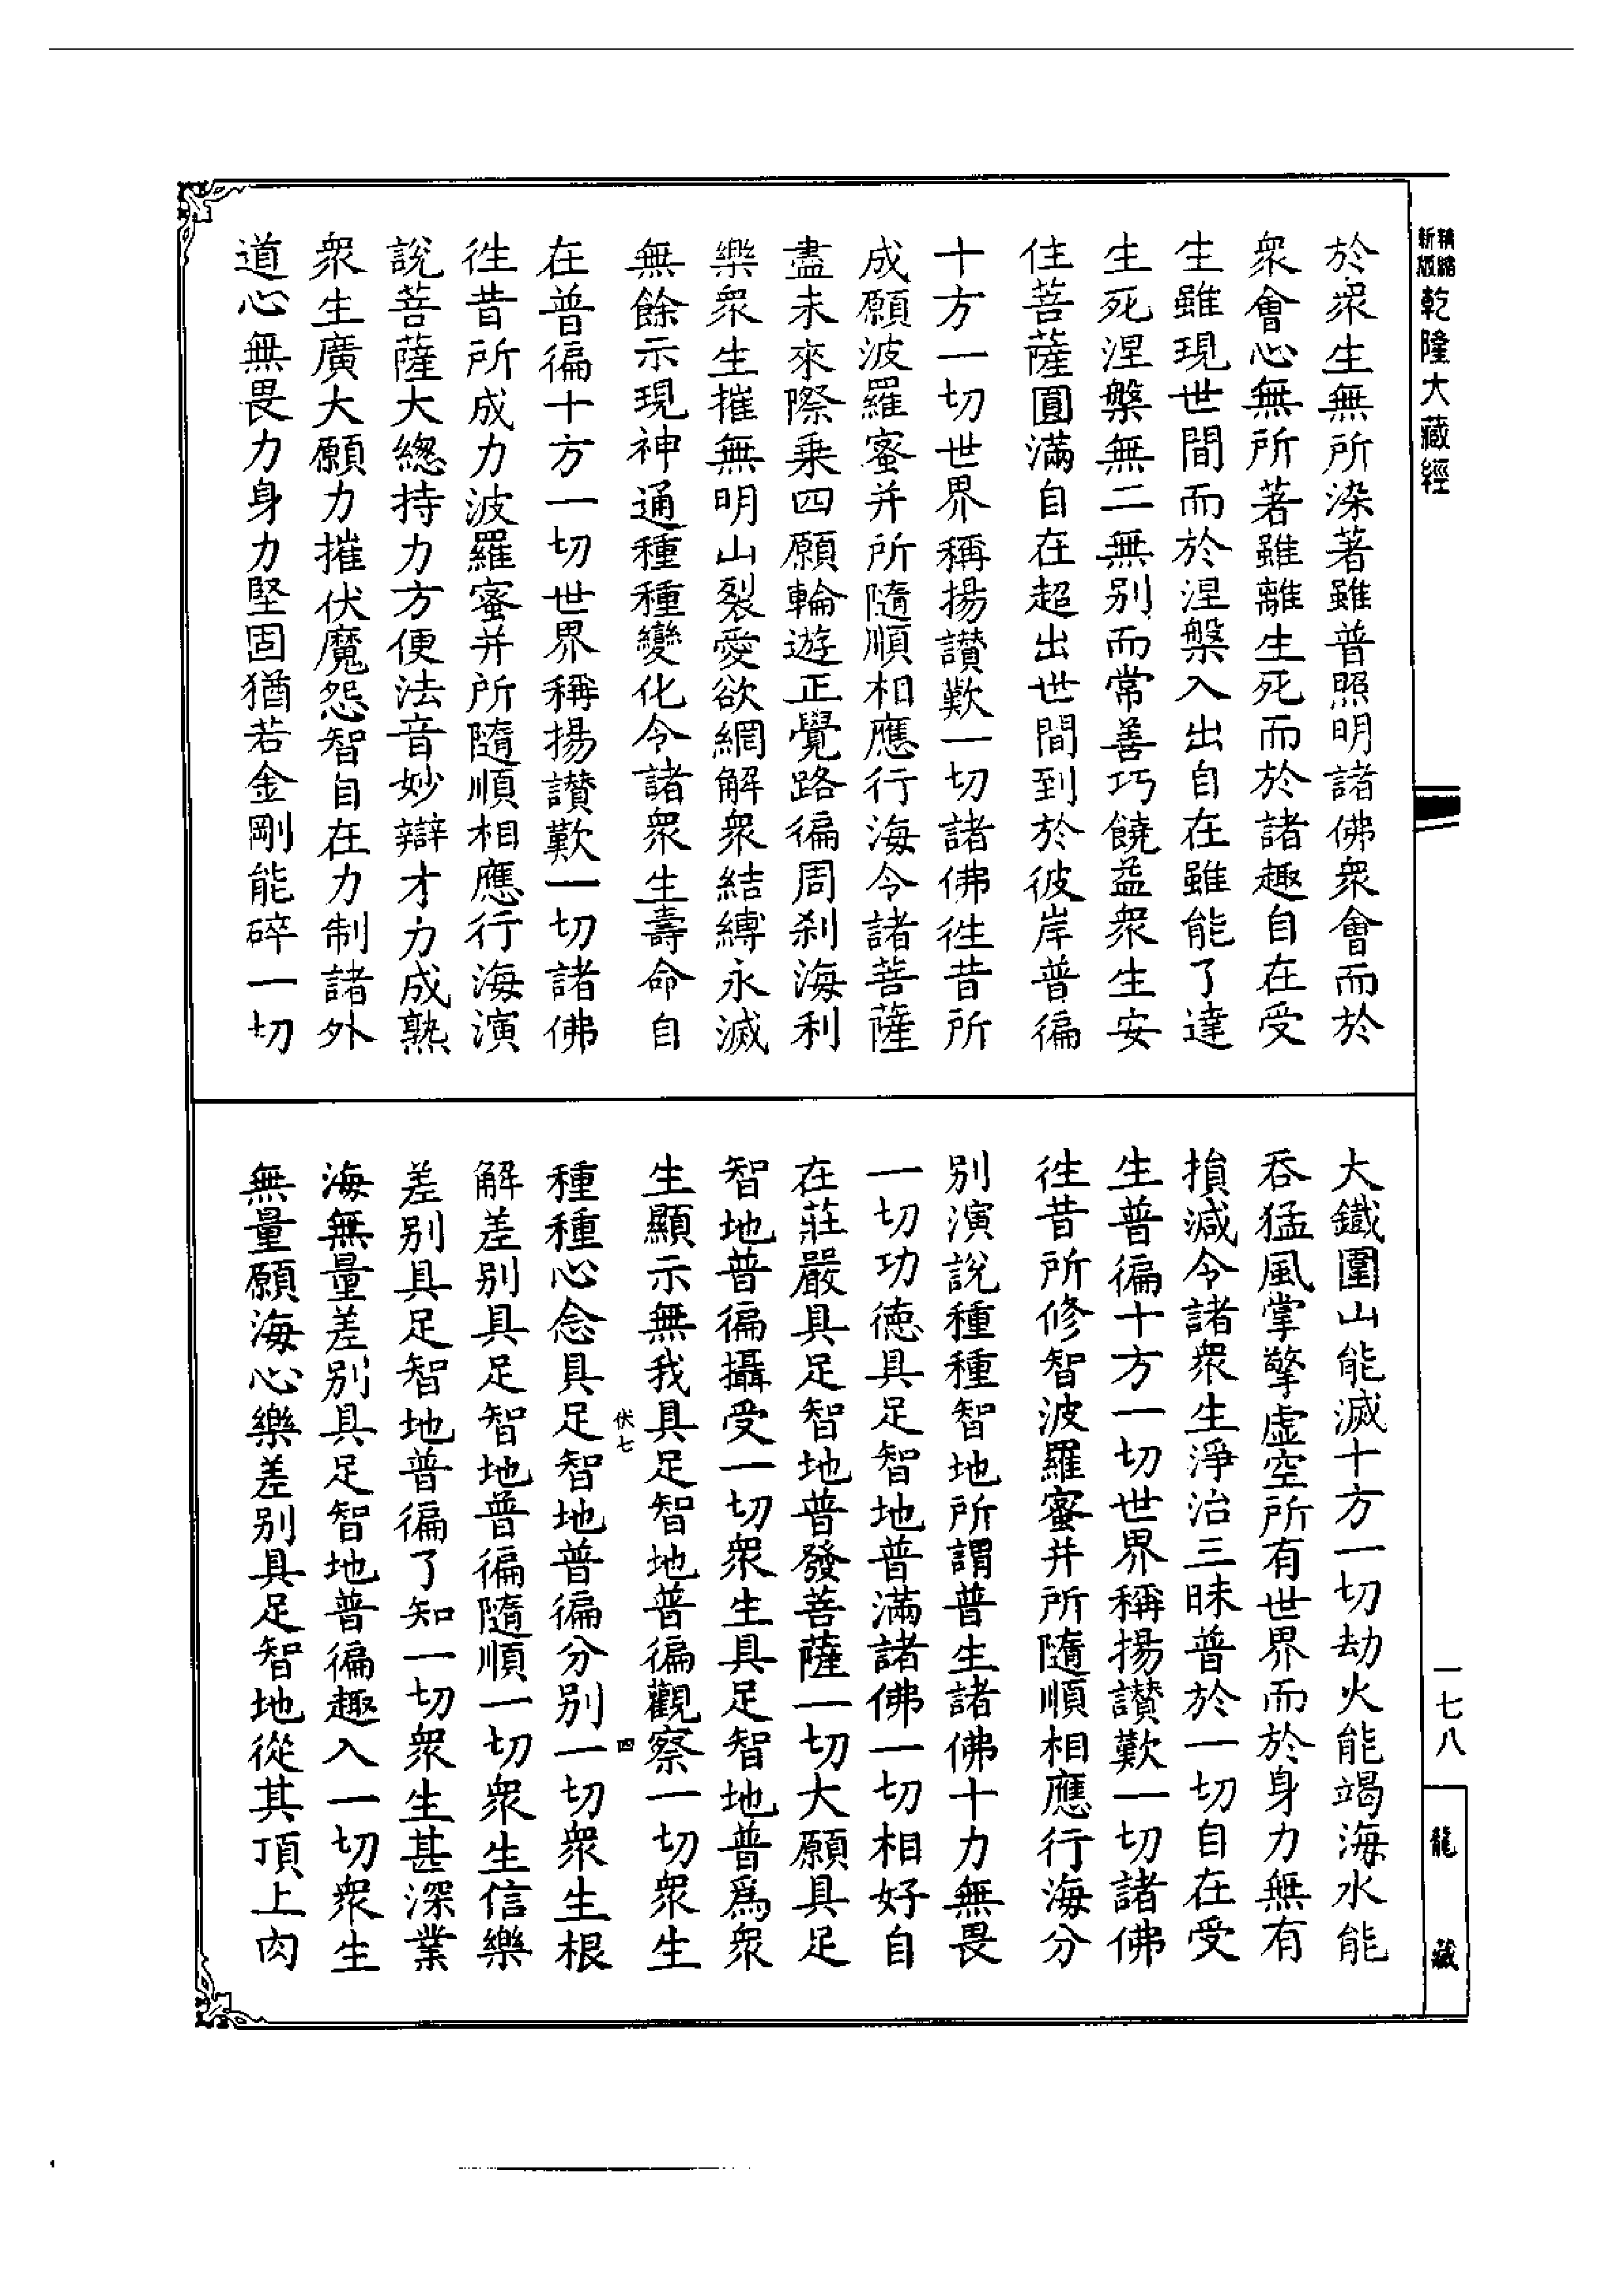 精縮新版乾隆大藏經
於衆生無所染著雖普照明諸佛衆會而於
衆會心無所著雖離生死而於諸趣自在受
生雖現世間而於涅槃入出自在雖能了達
生死涅槃無二無别而常善巧饒益衆生安
住菩薩圓滿自在超出世間到於彼岸普徧
十方一切世界稱揚讃歎一切諸佛徃昔所
成願波羅蜜并所隨順相應行海令諸菩薩
盡未來際乗四願輪遊正覺路徧周刹海利
樂衆生摧無明山裂愛欲網解衆結縛永滅
無餘示現神通種種變化令諸衆生壽命自
在普徧十方一切世界稱揚讃歎一切諸佛
徃昔所成力波羅蜜并所隨順相應行海演
說菩薩大緫持力方便法音妙辯才力成熟
衆生廣大願力摧伏魔怨智自在力制諸外
道心無畏力身力堅固猶若金剛能碎一切
大鐵圍山能滅十方一切劫火能竭海水能
吞猛風掌擎虚空所有世界而於身力無有
損減令諸衆生淨治三昧普於一切自在受
生普徧十方一切世界稱揚讃歎一切諸佛
徃昔所修智波羅蜜并所隨順相應行海分
别演說種種智地所謂普生諸佛十力無畏
一切功德具足智地普滿諸佛一切相好自
在莊嚴具足智地普發菩薩一切大願具足
智地普徧攝受一切衆生具足智地普爲衆
生顯示無我具足智地普徧觀察一切衆生
伏七
四
種種心念具足智地普徧分别一切衆生根
解差别具足智地普徧隨順一切衆生信樂
差别具足智地普徧了知一切衆生甚深業
海無量差别具足智地普徧趣入一切衆生
無量願海心樂差别具足智地從其頂上肉
一七八
龍藏